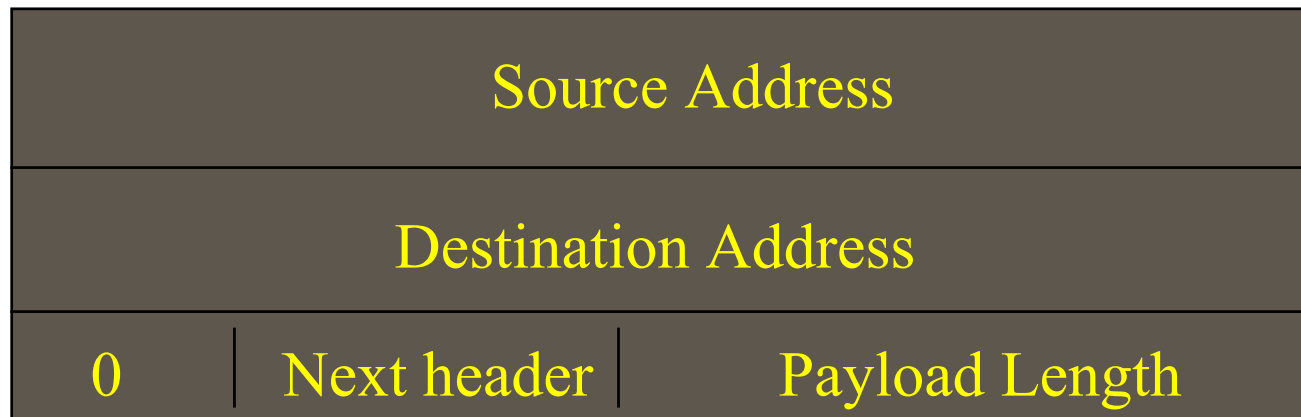 Source Address
Destination Address
0 Next header Payload Length